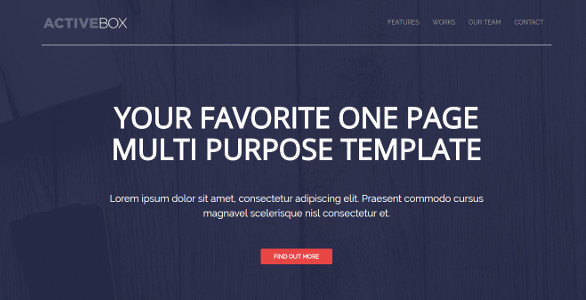 ACTIVEBOX
FEATURES WORKS OUR TEAM CONTACT
YOUR FAVORITE ONE PAGE
MULTI PURPOSE TEMPLATE
Lorem ipsum dolor sit amet, consectetur adipiscing elit. Praesent commodo cursus
magnavel scelerisque nisl consectetur et.
FIND OUT MORE